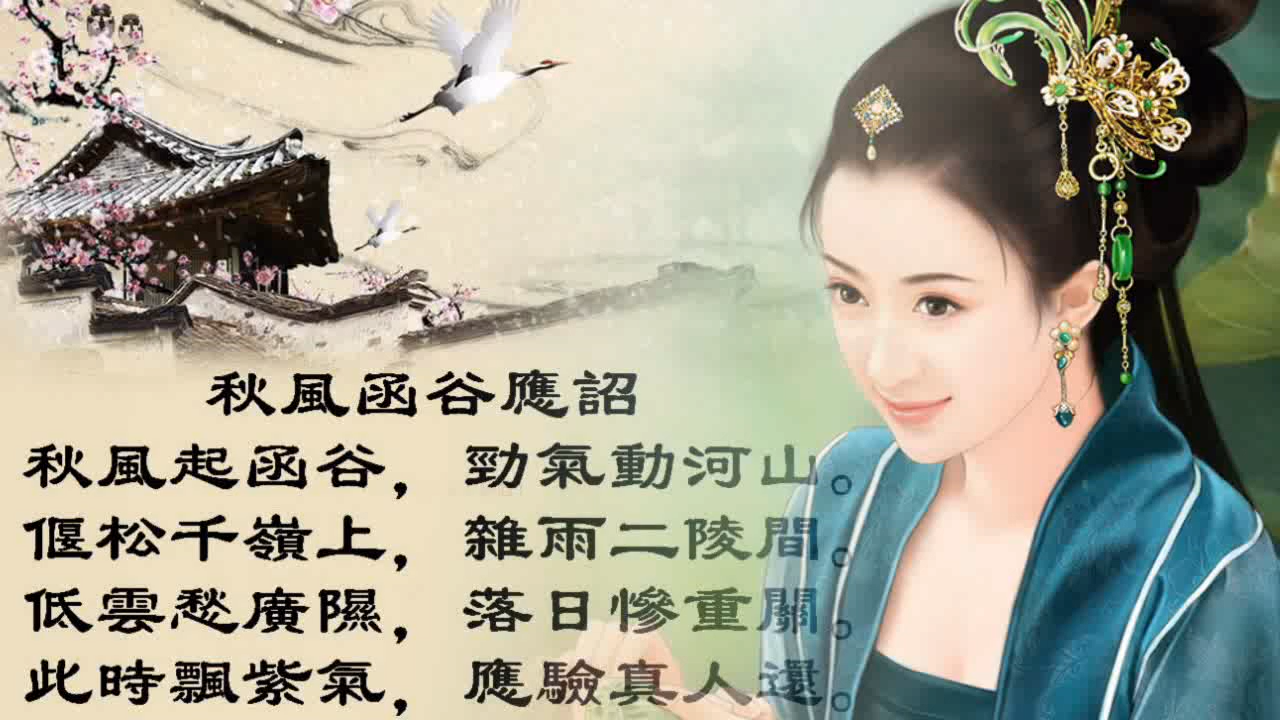 秋風函谷應詔
秋風起函谷，勁氣動河山。
偃松千嶺上，雜雨二陵間。
低雲愁廣隰，落日慘重關。
此時飄紫氣，應驗真人還。